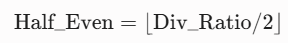 Half_Even = ⌊Div_Ratio/2⌋